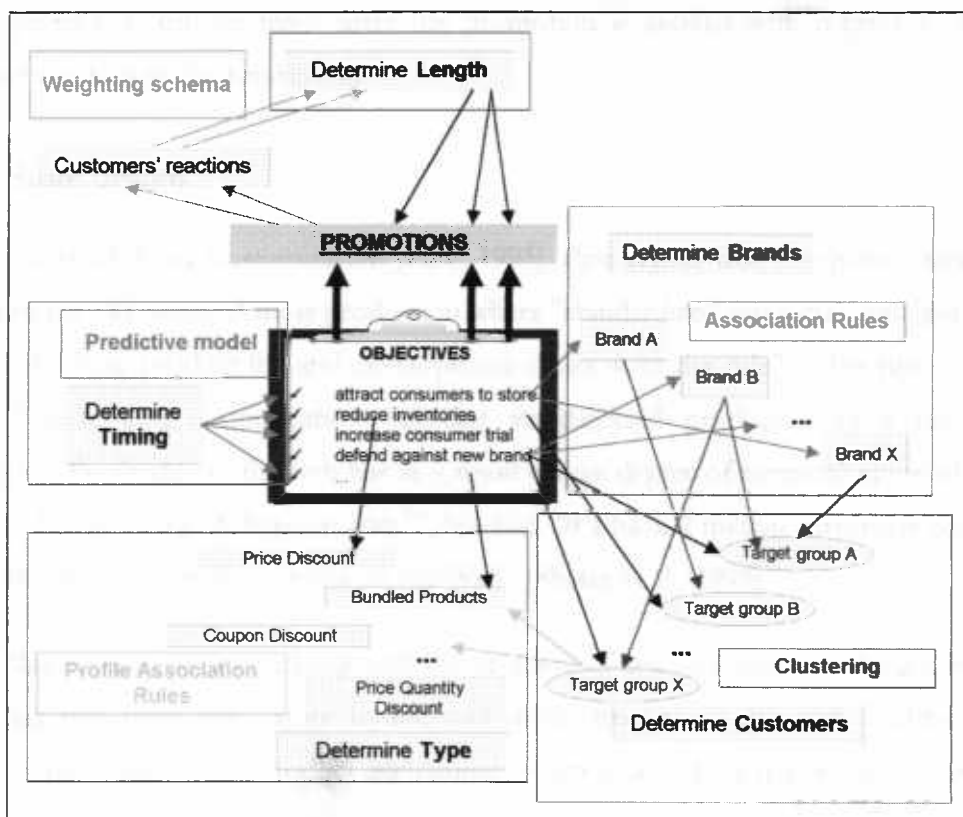 Determine Length
Weighting schema
Customers' reactions
PROMOTIONS
Determine Brands
Predictive model
OBJECTIVES
Brand A
Association Rules
Brand B
attract consumers to store
reduce inventories
increase consumer trial
defend against new brand
Determine
Timing
...
Brand X
Price Discount
Target group A
Bundled Products
Target group B
Coupon Discount
...
...
Profile Association
Rules
Price Quantity
Discount
Target group X
Clustering
Determine Type
Determine Customers